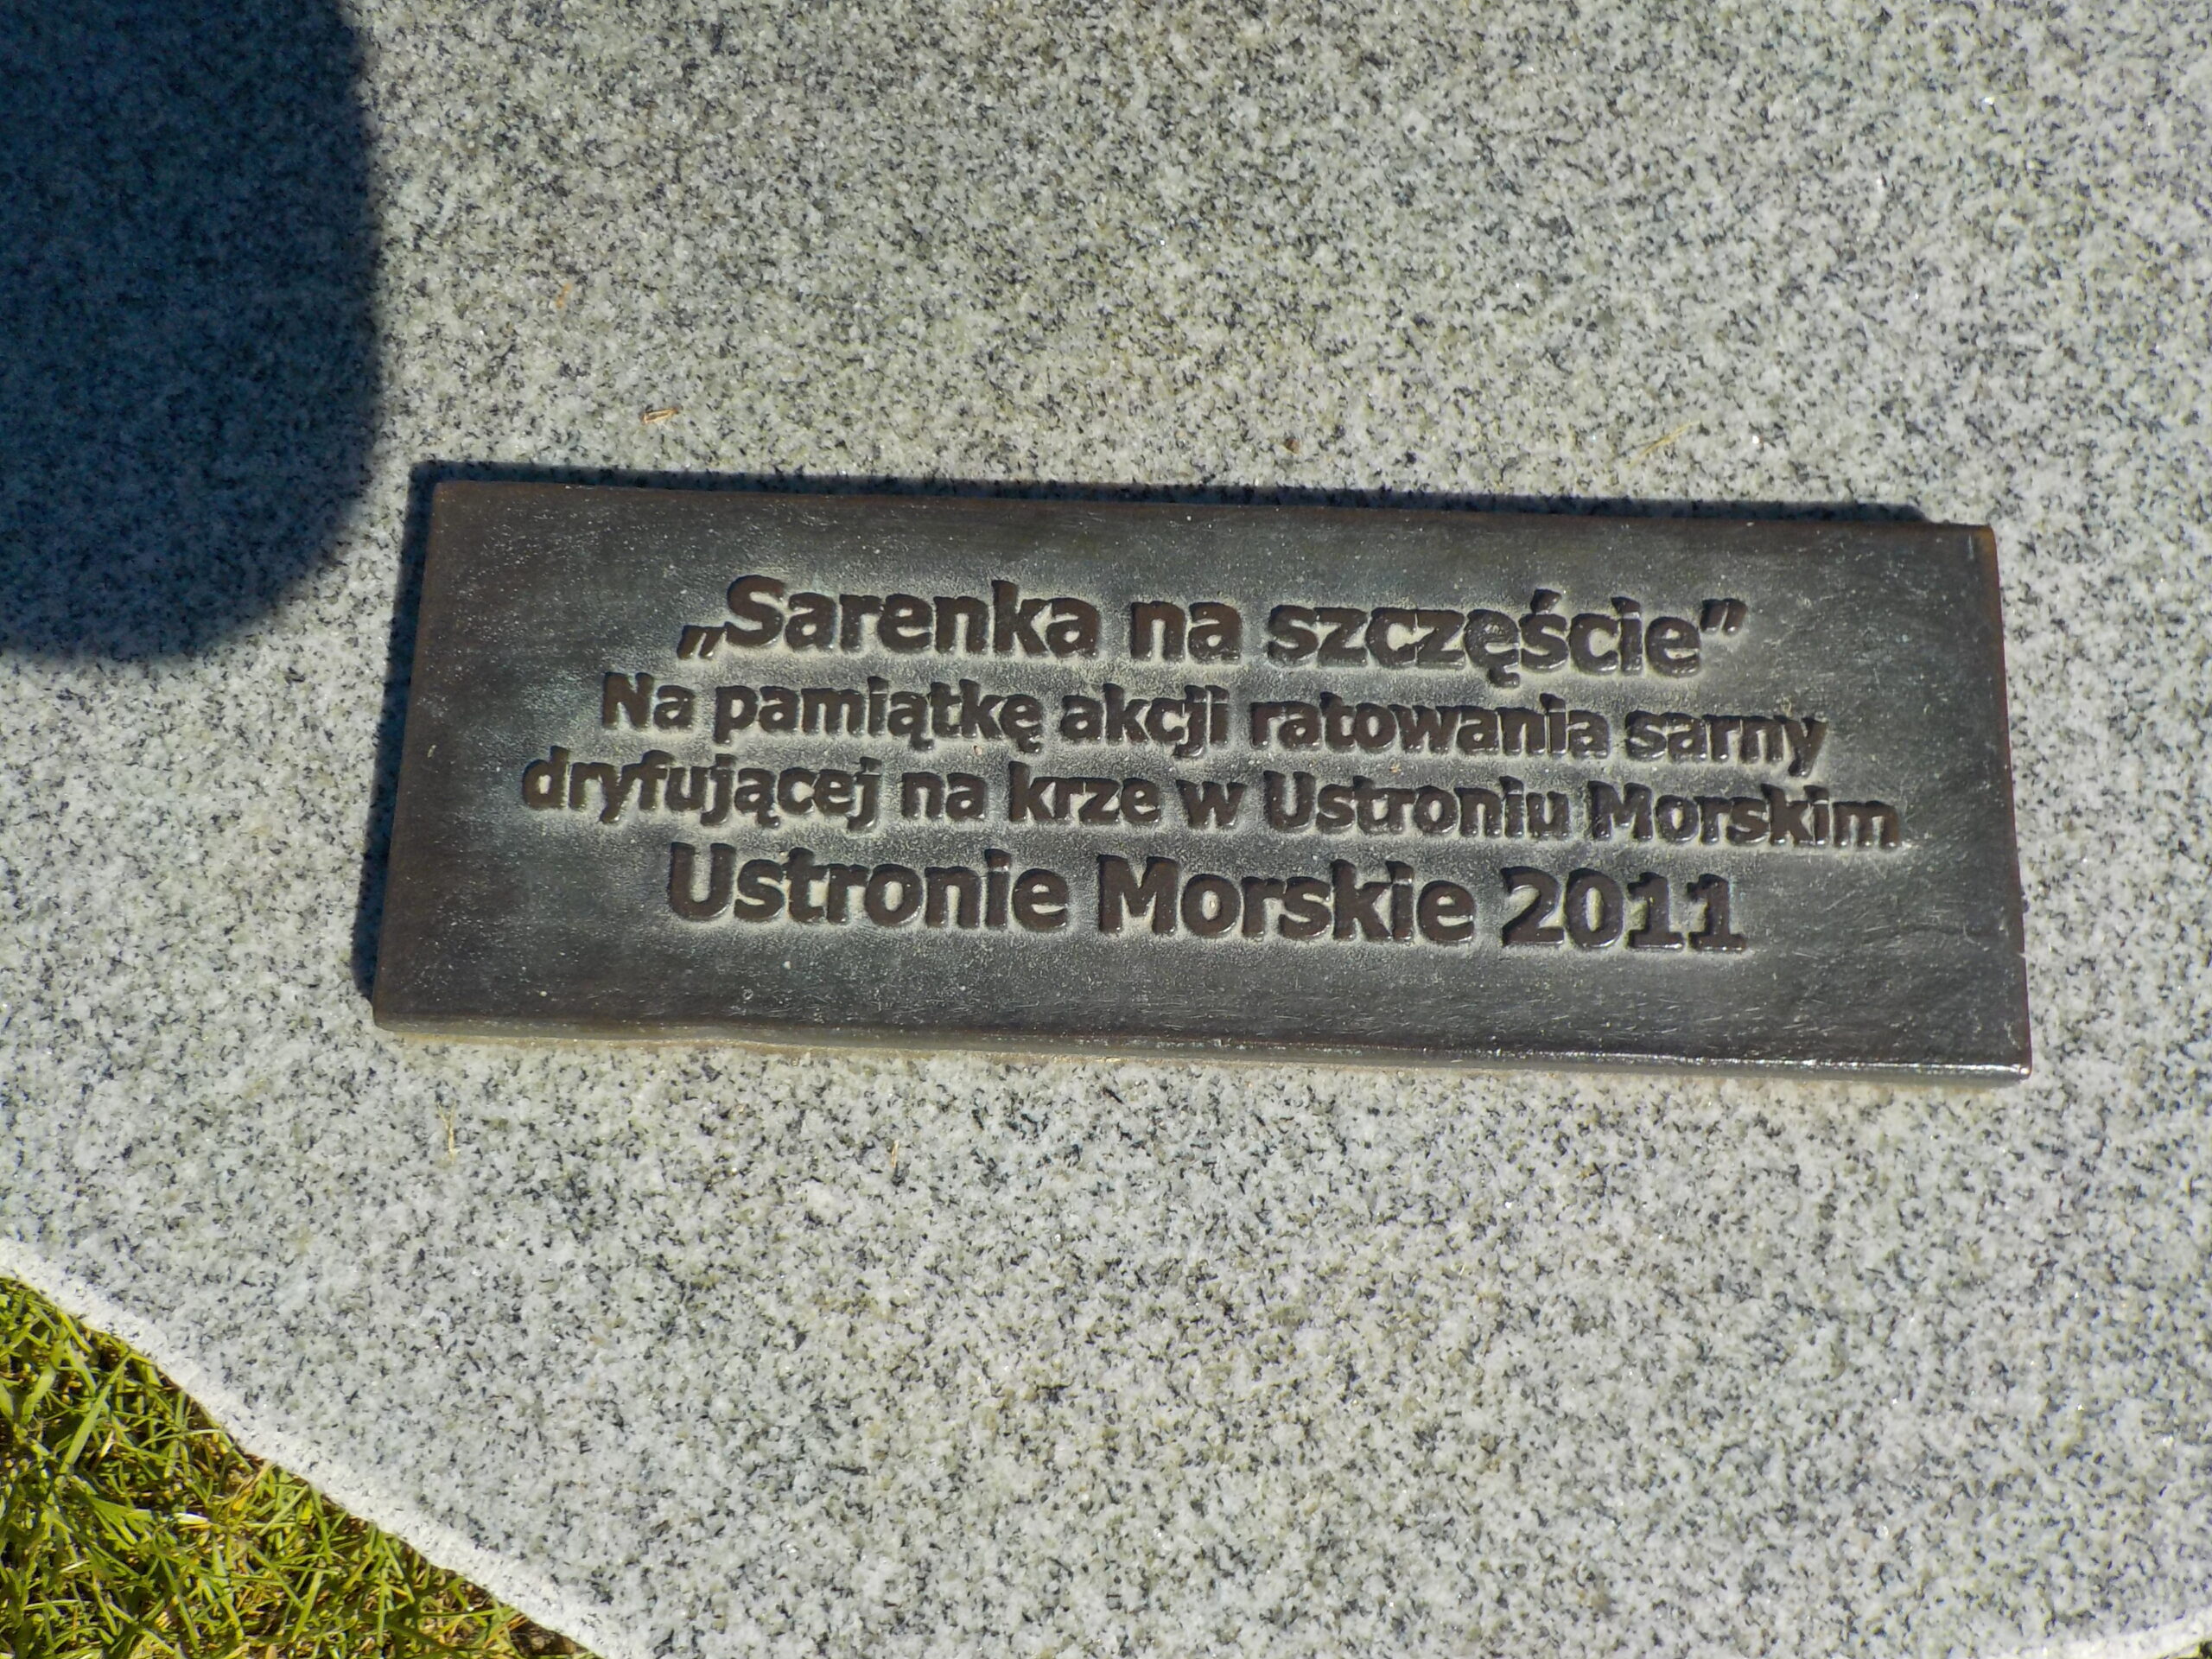 „Sarenka na szczęście”
Na pamiątkę akcji ratowania sarny
dryfującej na krze w Ustroniu Morskim
Ustronie Morskie 2011